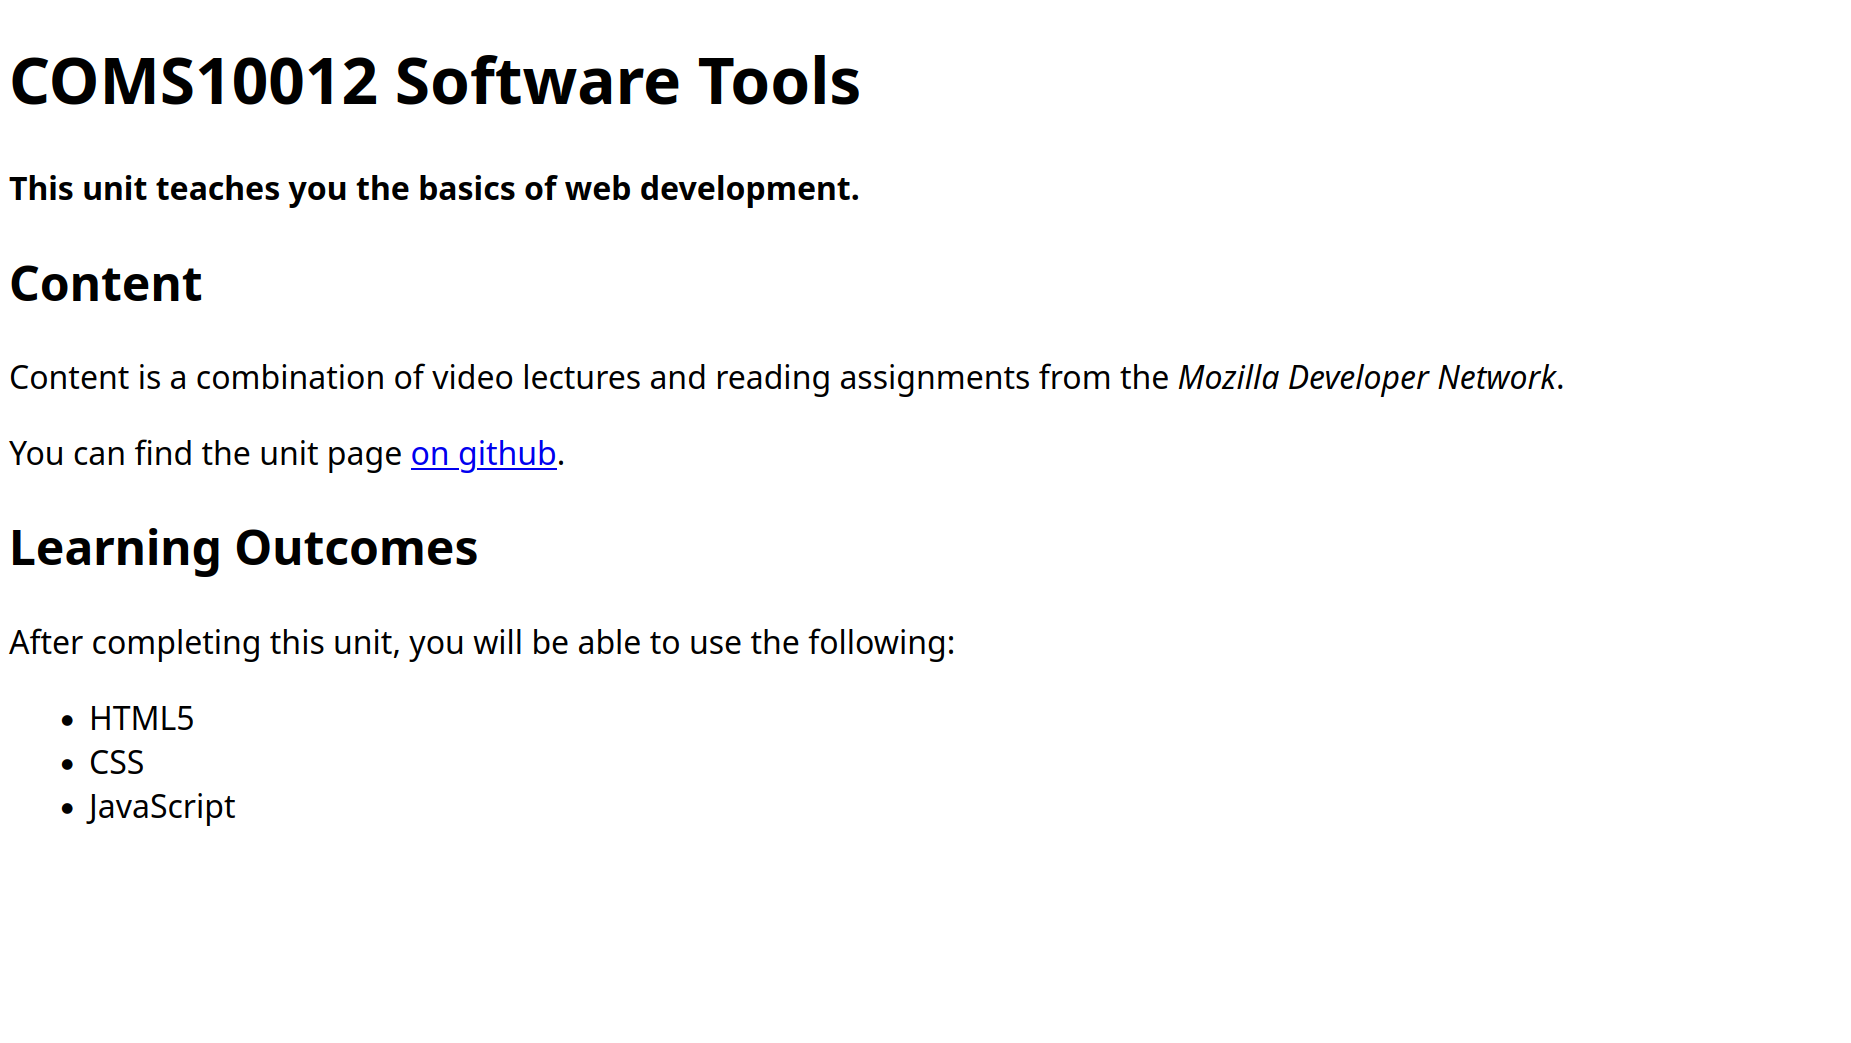 COMS10012 Software Tools
This unit teaches you the basics of web development.
Content
Content is a combination of video lectures and reading assignments from the Mozilla Developer Network.
You can find the unit page on github.
Learning Outcomes
After completing this unit, you will be able to use the following:
• HTML5
• CSS
• JavaScript